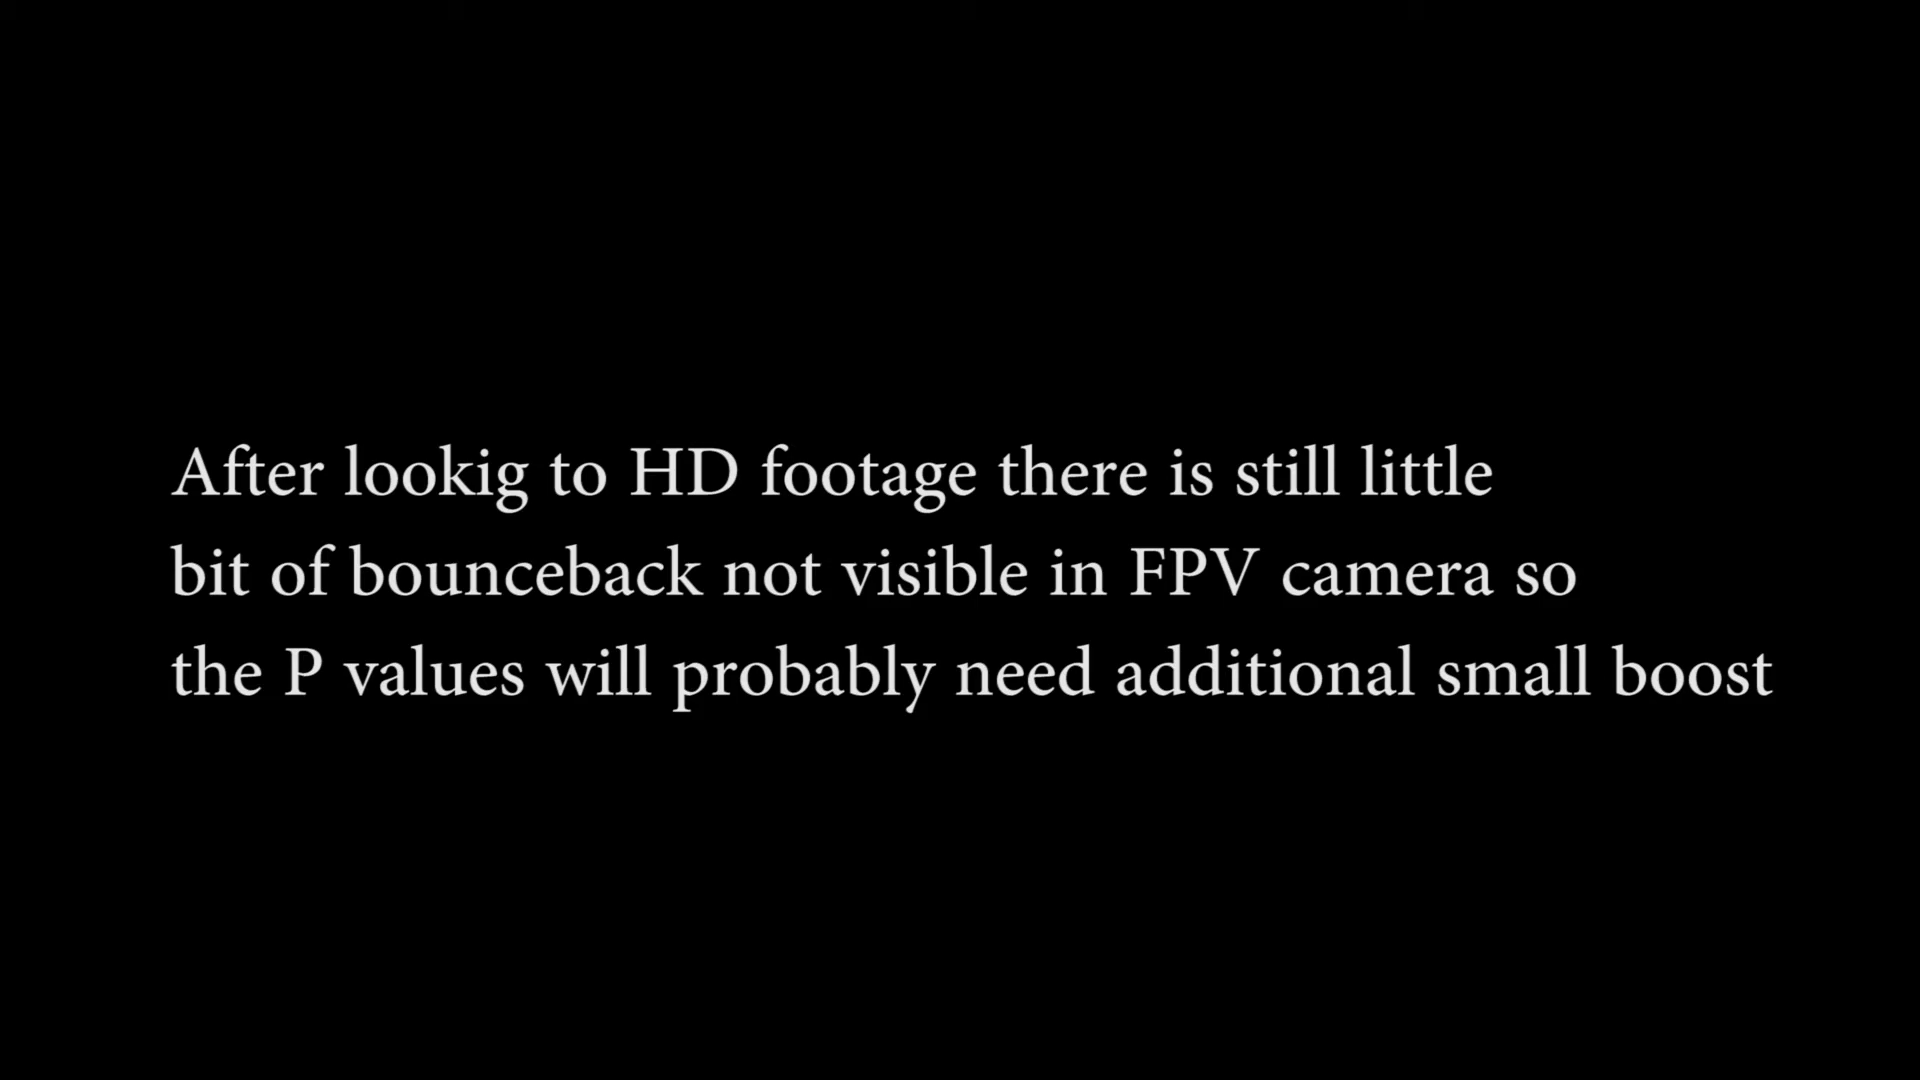 After lookig to HD footage there is still little
bit of bounceback not visible in FPV camera so
the P values will probably need additional small boost